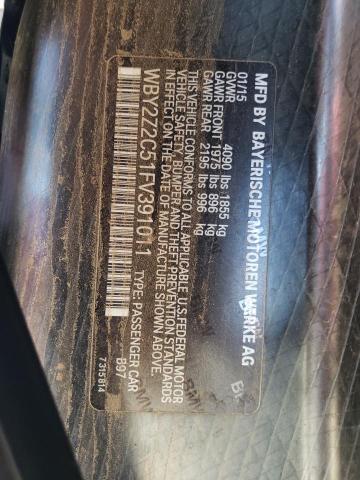 MFD BY BAYERISCHE MOTOREN WERKE AG
01/15
GVWR 4090 lbs 1855 kg
GAWR FRONT 1975 lbs 896 kg
GAWR REAR 2195 lbs 996 kg
THIS VEHICLE CONFORMS TO ALL APPLICABLE U.S. FEDERAL MOTOR
VEHICLE SAFETY, BUMPER AND THEFT PREVENTION STANDARDS
IN EFFECT ON THE DATE OF MANUFACTURE SHOWN ABOVE.
WBY2Z2C51FV391011 TYPE: PASSENGER CAR
B97
7315814